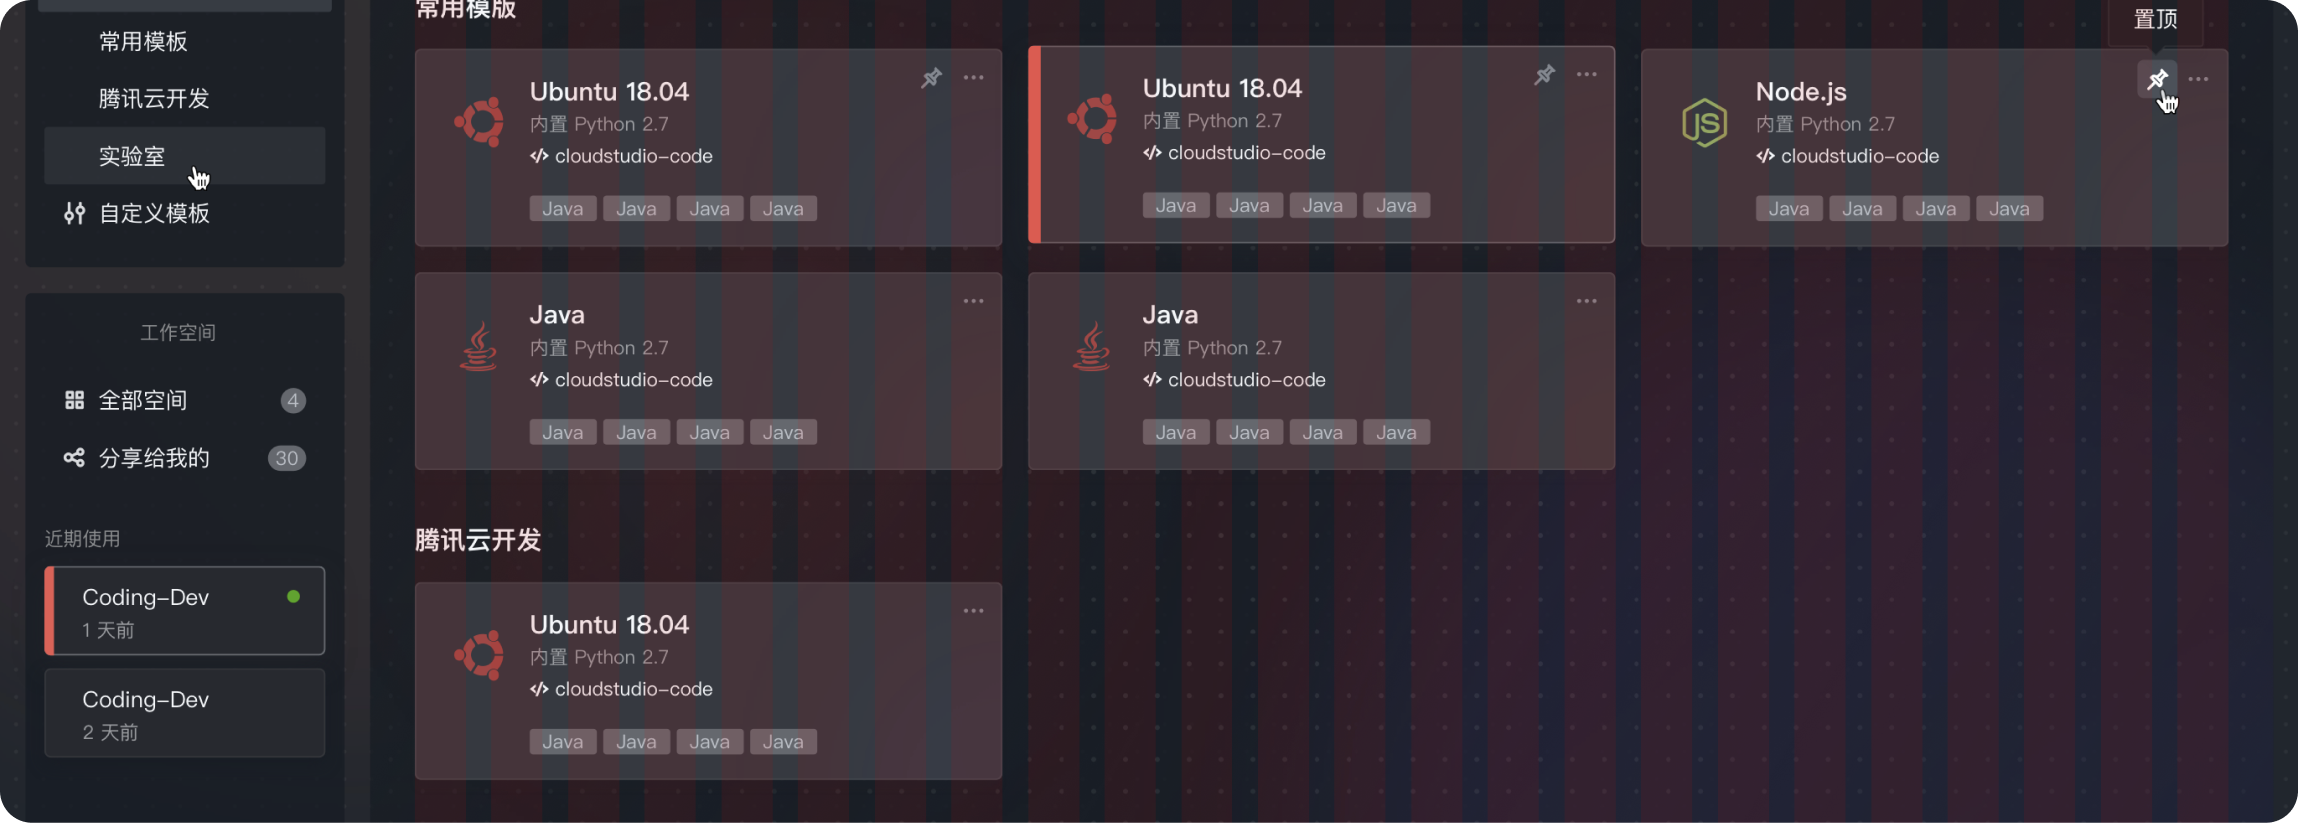 常用模板
腾讯云开发
实验室
自定义模板
工作空间
全部空间 4
分享给我的 30
近期使用
Coding-Dev
1 天前
Coding-Dev
2 天前
常用模版
置顶
Ubuntu 18.04
内置 Python 2.7
cloudstudio-code
Java Java Java Java
Ubuntu 18.04
内置 Python 2.7
cloudstudio-code
Java Java Java Java
Node.js
内置 Python 2.7
cloudstudio-code
Java Java Java Java
Java
内置 Python 2.7
cloudstudio-code
Java Java Java Java
Java
内置 Python 2.7
cloudstudio-code
Java Java Java Java
腾讯云开发
Ubuntu 18.04
内置 Python 2.7
cloudstudio-code
Java Java Java Java